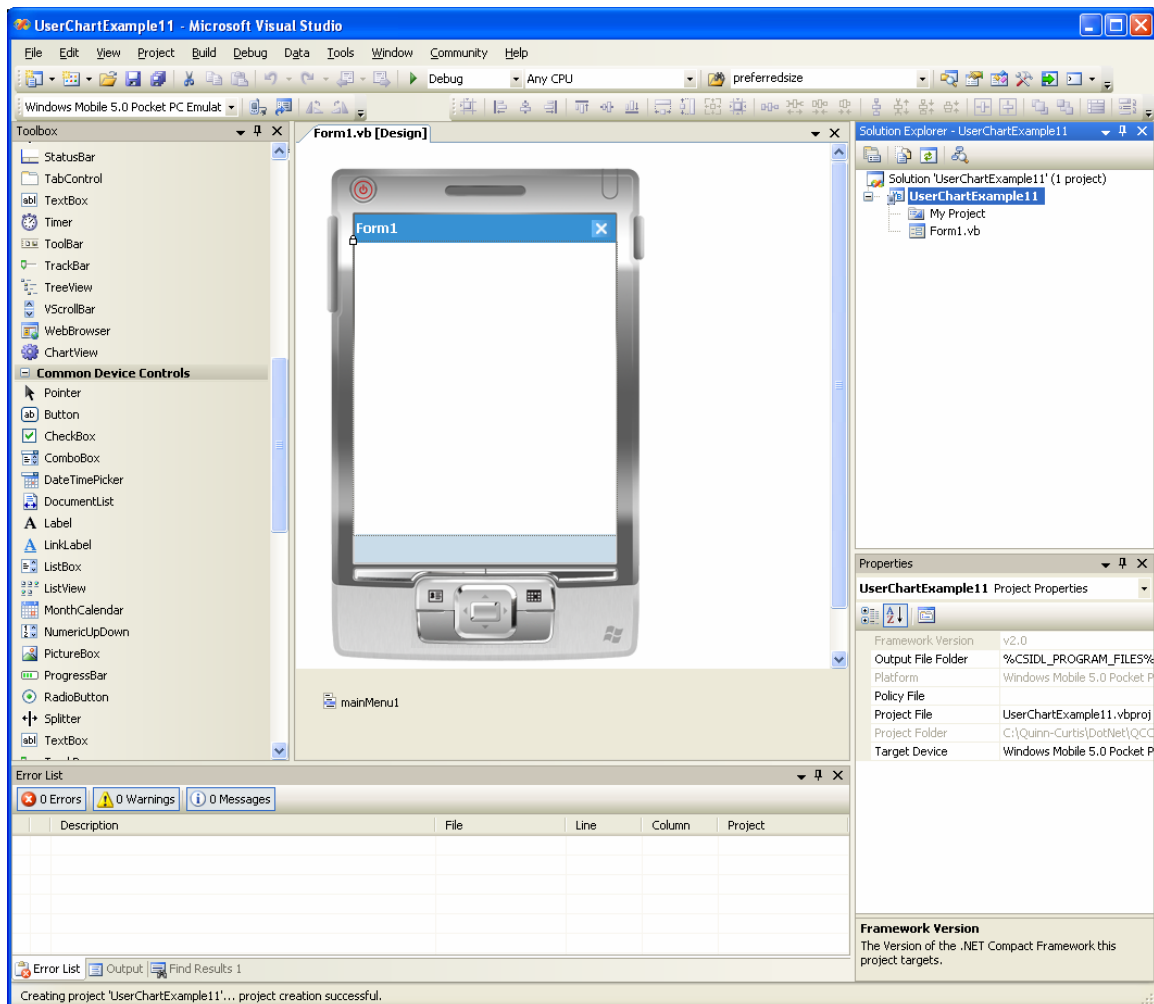 UserChartExample11 - Microsoft Visual Studio
File Edit View Project Build Debug Data Tools Window Community Help
Debug Any CPU preferredsize
Windows Mobile 5.0 Pocket PC Emulat
Toolbox
StatusBar
TabControl
abl TextBox
Timer
ToolBar
TrackBar
TreeView
VScrollBar
WebBrowser
ChartView
Common Device Controls
Pointer
ab Button
CheckBox
ComboBox
DateTimePicker
DocumentList
A Label
A LinkLabel
ListBox
ListView
MonthCalendar
NumericUpDown
PictureBox
ProgressBar
RadioButton
Splitter
abl TextBox
Form1.vb [Design]
Form1
mainMenu1
Solution Explorer - UserChartExample11
Solution 'UserChartExample11' (1 project)
UserChartExample11
My Project
Form1.vb
Properties
UserChartExample11 Project Properties
Framework Version v2.0
Output File Folder %CSIDL_PROGRAM_FILES%
Platform Windows Mobile 5.0 Pocket P
Policy File
Project File UserChartExample11.vbproj
Project Folder C:\Quinn-Curtis\DotNet\QCC
Target Device Windows Mobile 5.0 Pocket P
Framework Version
The Version of the .NET Compact Framework this
project targets.
Error List
0 Errors 0 Warnings 0 Messages
Description File Line Column Project
Error List Output Find Results 1
Creating project 'UserChartExample11'... project creation successful.